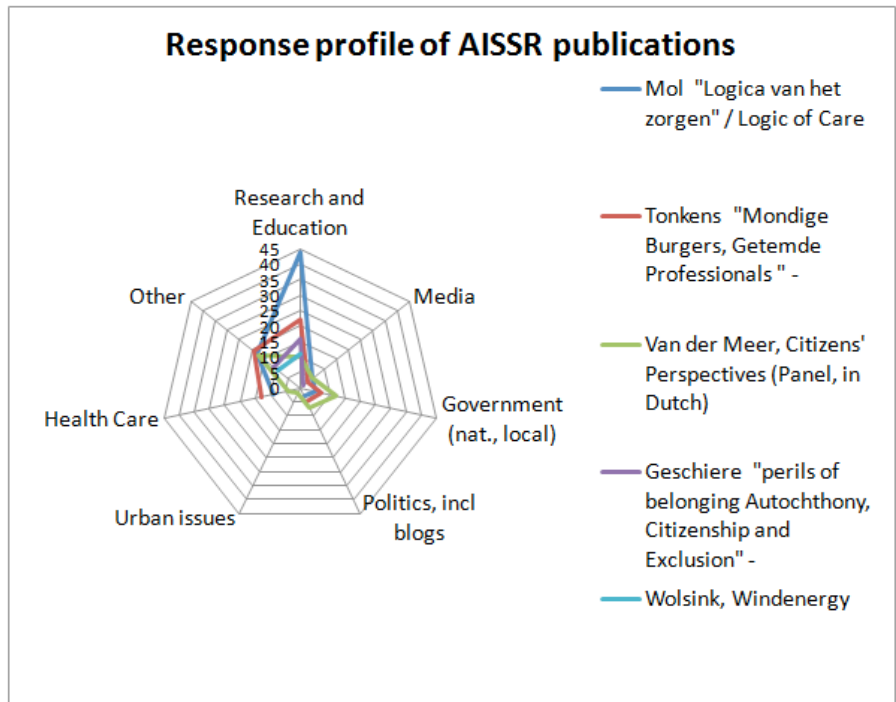 Response profile of AISSR publications
Mol "Logica van het
zorgen" / Logic of Care
Tonkens "Mondige
Burgers, Getemde
Professionals " -
Van der Meer, Citizens'
Perspectives (Panel, in
Dutch)
Geschiere "perils of
belonging Autochthony,
Citizenship and
Exclusion" -
Wolsink, Windenergy
Research and
Education
Media
Government
(nat., local)
Politics, incl
blogs
Urban issues
Health Care
Other
45
40
35
30
25
20
15
10
5
0